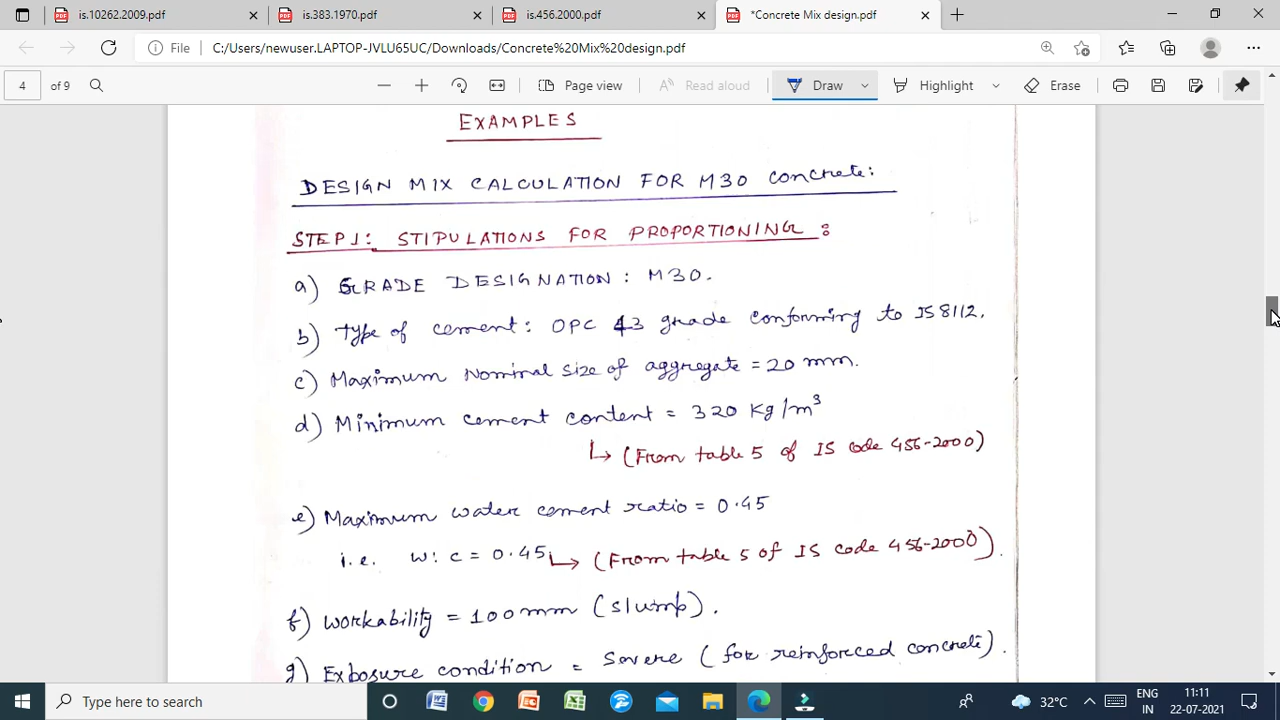 is.10262.2009.pdf
is.383.1970.pdf
is.456.2000.pdf
*Concrete Mix design.pdf
File
C:/Users/newuser.LAPTOP-JVLU65UC/Downloads/Concrete%20Mix%20design.pdf
4 of 9
Page view
Read aloud
Draw
Highlight
Erase
EXAMPLES
DESIGN MIX CALCULATION FOR M30 concrete:
STEP 1: STIPULATIONS FOR PROPORTIONING:
a) GRADE DESIGNATION: M30.
b) Type of cement: OPC 43 grade conforming to IS 8112.
c) Maximum Nominal size of aggregate = 20 mm.
d) Minimum cement content = 320 Kg/m³
↳ (From table 5 of IS code 456-2000)
e) Maximum water cement ratio = 0.45
i.e. w:c = 0.45 ↳ (From table 5 of IS code 456-2000).
f) workability = 100mm (slump).
g) Exposure condition = Severe (for reinforced concrete).
Type here to search
32°C
ENG
IN
11:11
22-07-2021